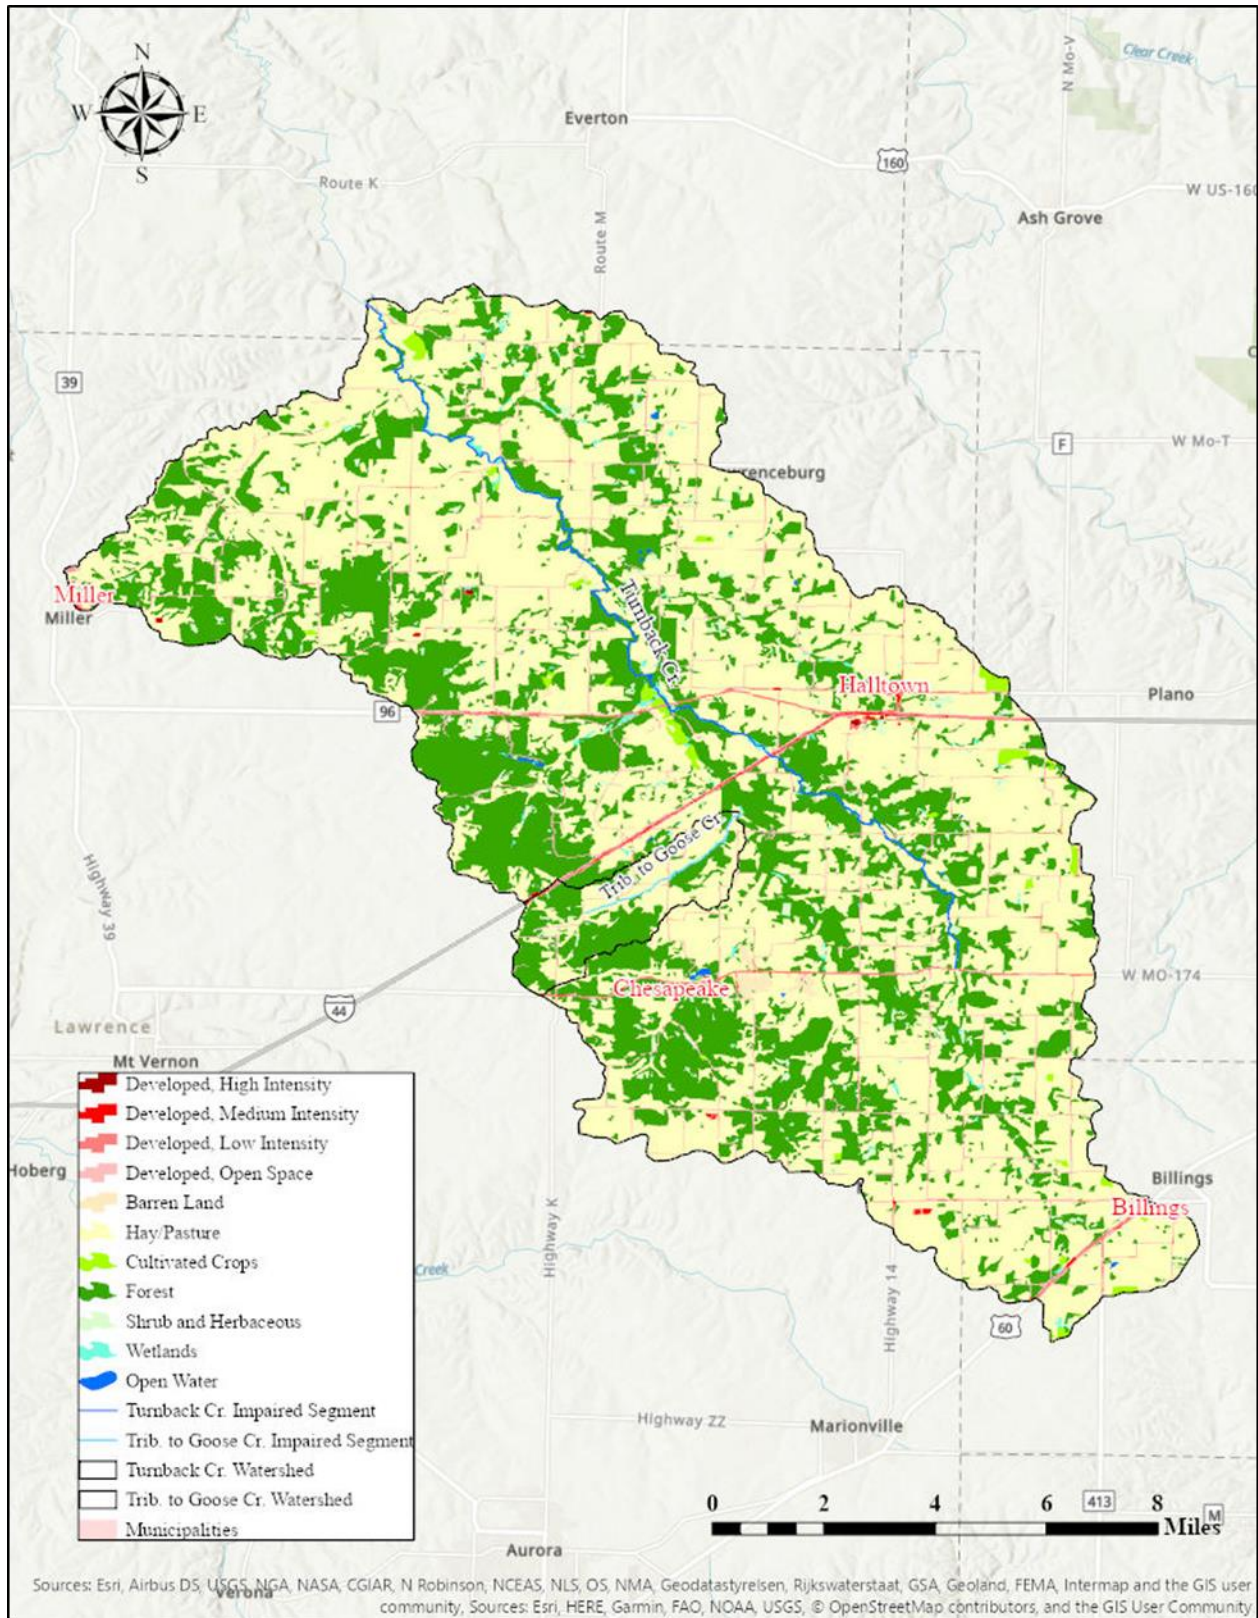 Clear Creek
N Mo-V
N
W
E
S
Everton
160
Route K
W US-160
Ash Grove
Route M
39
F
W Mo-T
wrenceburg
Turnback Cr.
Miller
Miller
Halltown
Plano
96
Trib. to Goose Cr.
Highway 39
W MO-174
Chesapeake
44
Lawrence
Mt Vernon
Developed, High Intensity
Developed, Medium Intensity
Developed, Low Intensity
Developed, Open Space
Barren Land
Hay/Pasture
Cultivated Crops
Forest
Shrub and Herbaceous
Wetlands
Open Water
Turnback Cr. Impaired Segment
Trib. to Goose Cr. Impaired Segment
Turnback Cr. Watershed
Trib. to Goose Cr. Watershed
Municipalities
Hoberg
Billings
Billings
Highway K
Creek
Highway 14
60
Highway ZZ
Marionville
413
M
0 2 4 6 8
Miles
Aurora
Verona
Sources: Esri, Airbus DS, USGS, NGA, NASA, CGIAR, N Robinson, NCEAS, NLS, OS, NMA, Geodatastyrelsen, Rijkswaterstaat, GSA, Geoland, FEMA, Intermap and the GIS user
community, Sources: Esri, HERE, Garmin, FAO, NOAA, USGS, © OpenStreetMap contributors, and the GIS User Community